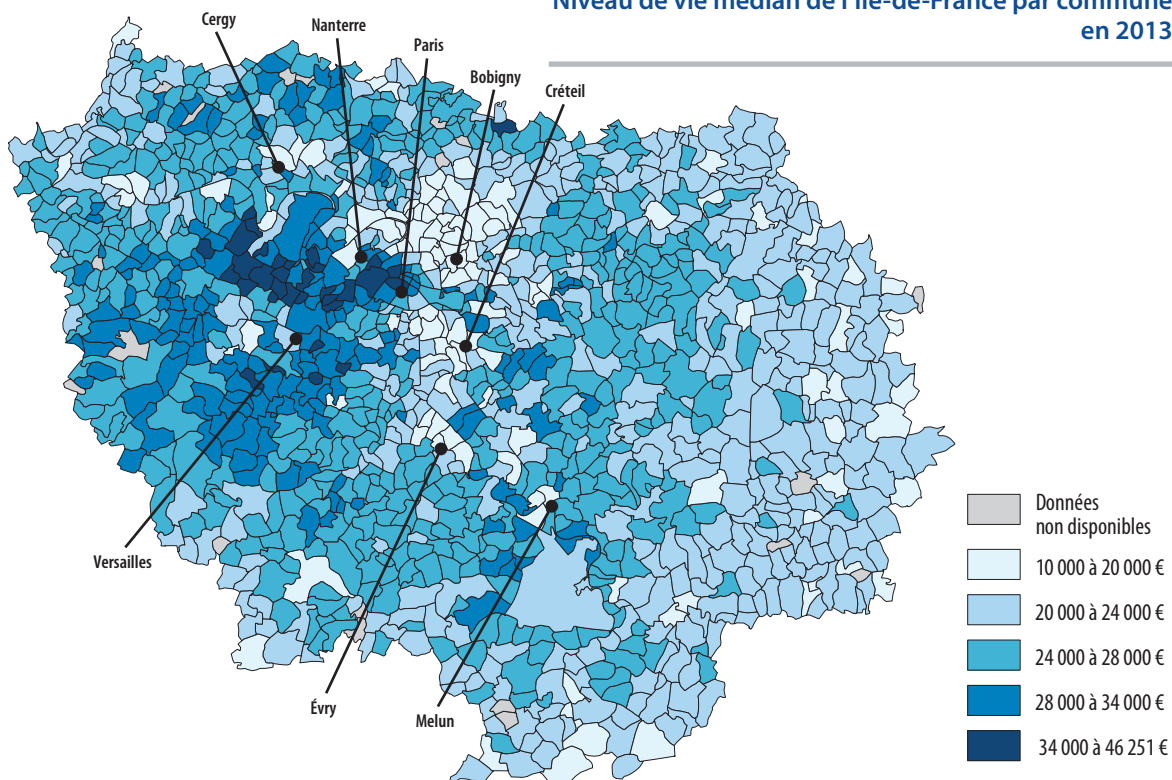 Niveau de vie médian de l'Île-de-France par commune
en 2013
Cergy
Nanterre
Paris
Bobigny
Créteil
Versailles
Évry
Melun
Données
non disponibles
10 000 à 20 000 €
20 000 à 24 000 €
24 000 à 28 000 €
28 000 à 34 000 €
34 000 à 46 251 €